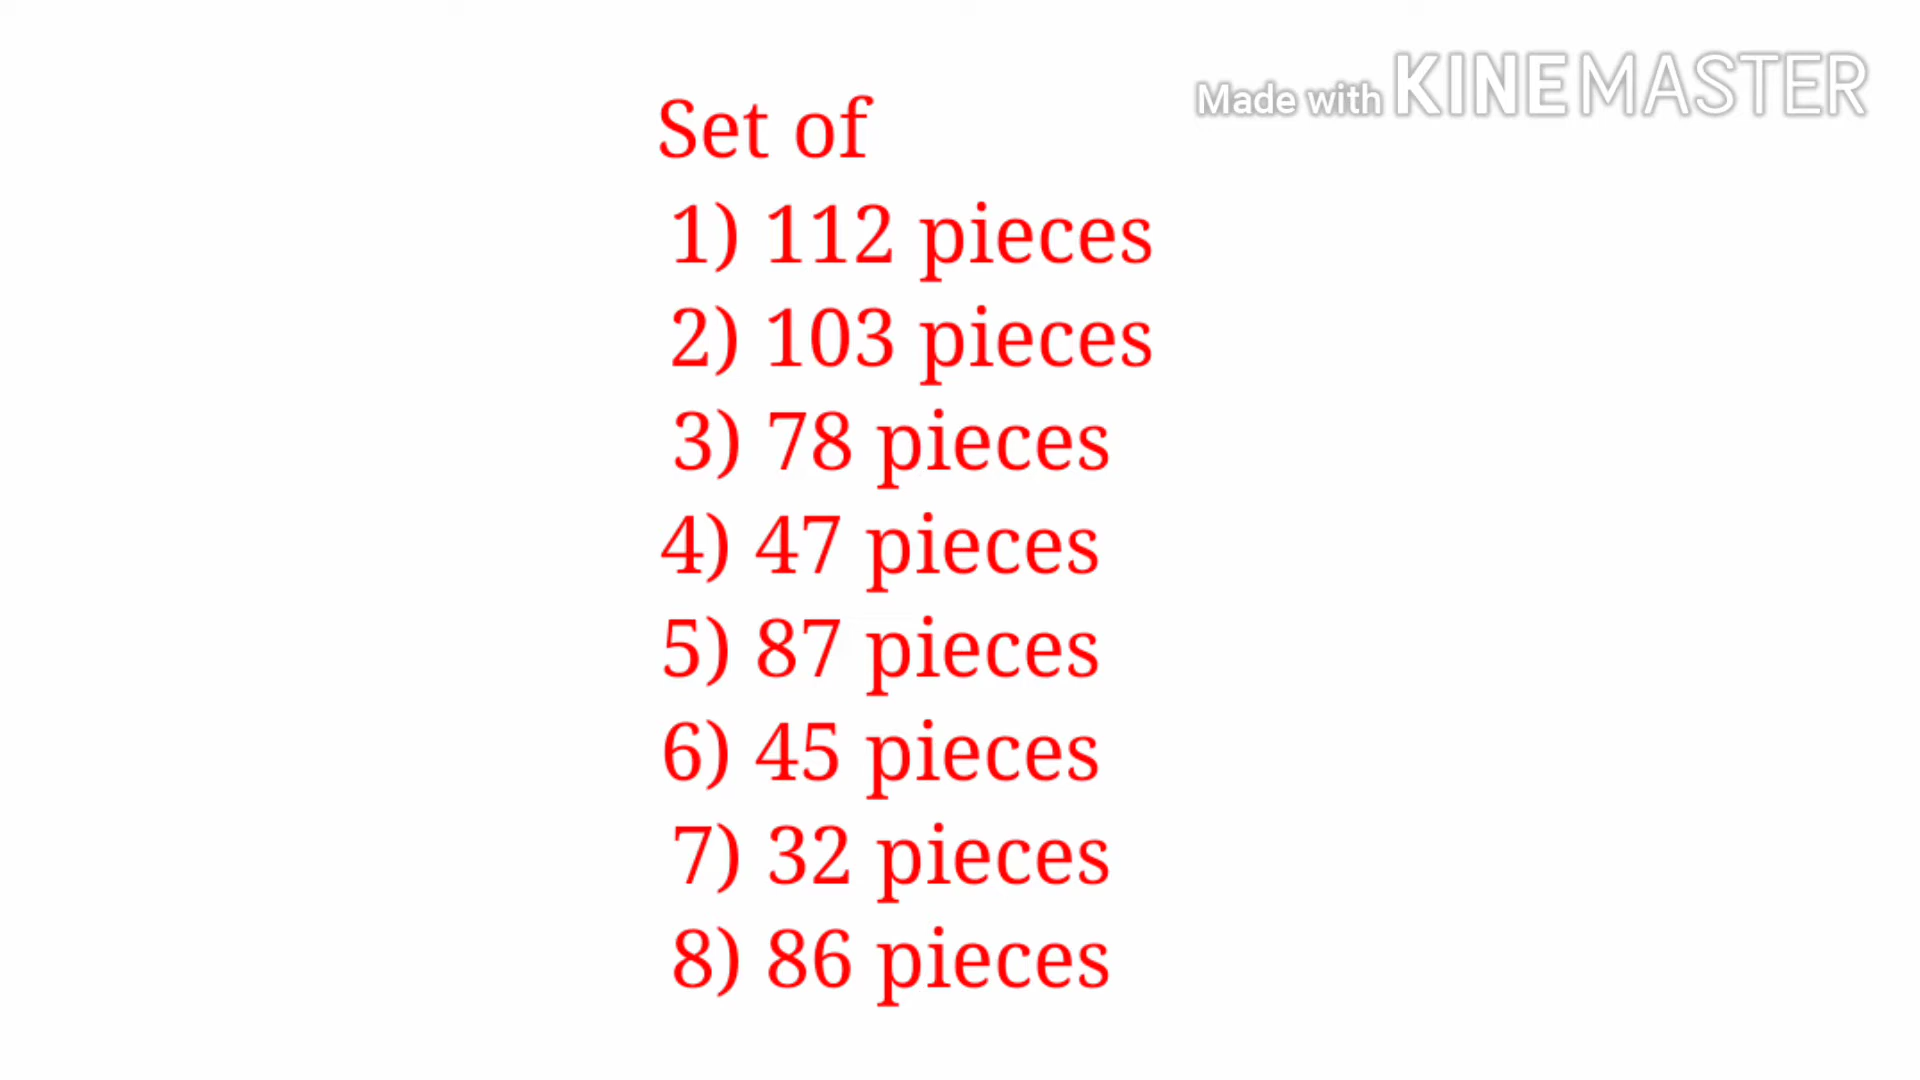 Made with KINEMASTER
Set of
1) 112 pieces
2) 103 pieces
3) 78 pieces
4) 47 pieces
5) 87 pieces
6) 45 pieces
7) 32 pieces
8) 86 pieces